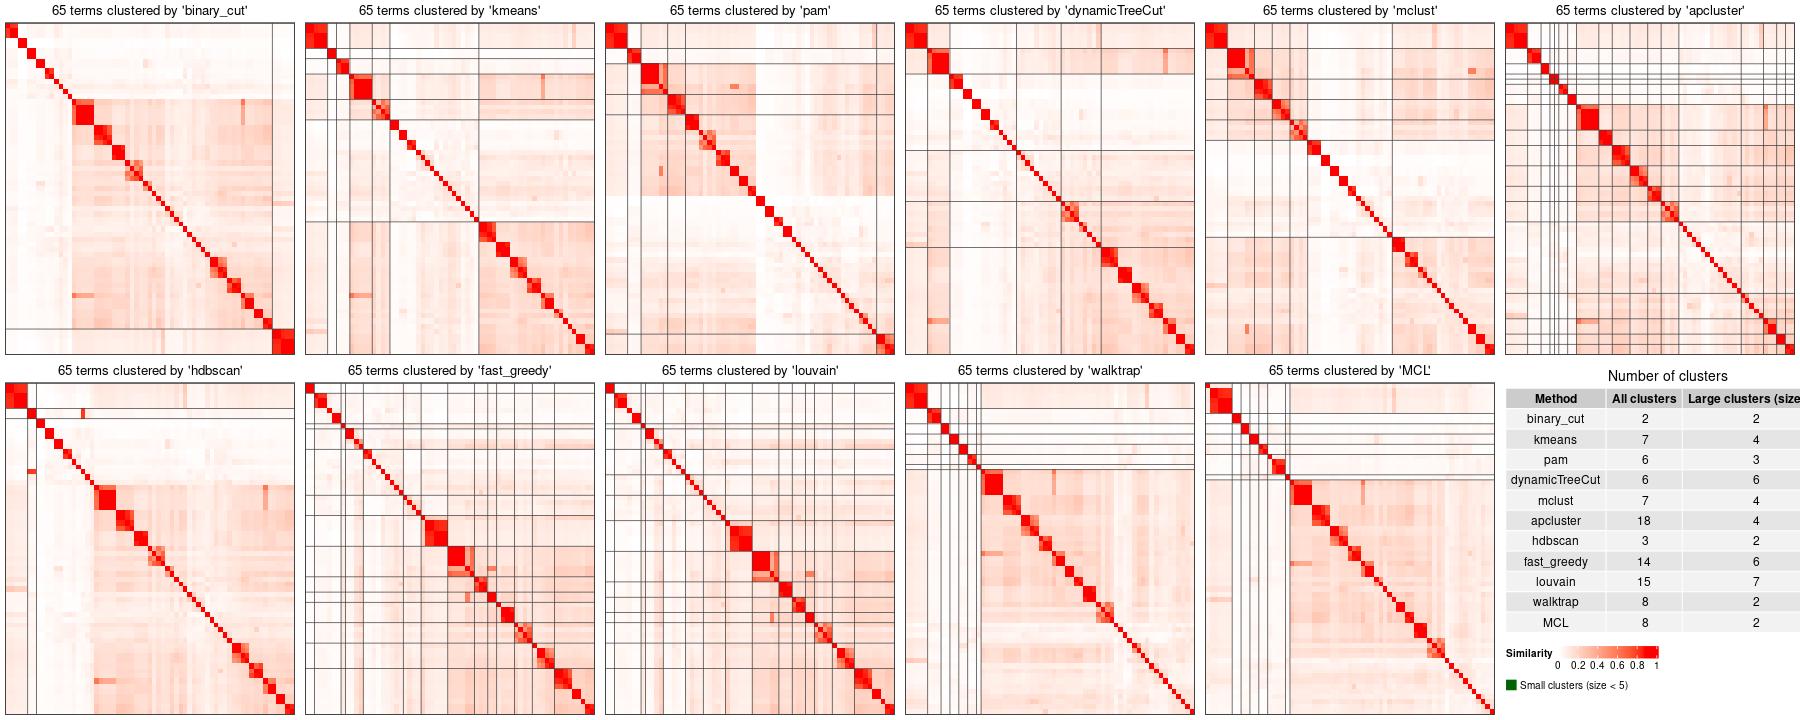 65 terms clustered by 'binary_cut'
65 terms clustered by 'kmeans'
65 terms clustered by 'pam'
65 terms clustered by 'dynamicTreeCut'
65 terms clustered by 'mclust'
65 terms clustered by 'apcluster'
65 terms clustered by 'hdbscan'
65 terms clustered by 'fast_greedy'
65 terms clustered by 'louvain'
65 terms clustered by 'walktrap'
65 terms clustered by 'MCL'
Number of clusters
Method All clusters Large clusters (size
binary_cut 2 2
kmeans 7 4
pam 6 3
dynamicTreeCut 6 6
mclust 7 4
apcluster 18 4
hdbscan 3 2
fast_greedy 14 6
louvain 15 7
walktrap 8 2
MCL 8 2
Similarity
0 0.2 0.4 0.6 0.8 1
Small clusters (size < 5)